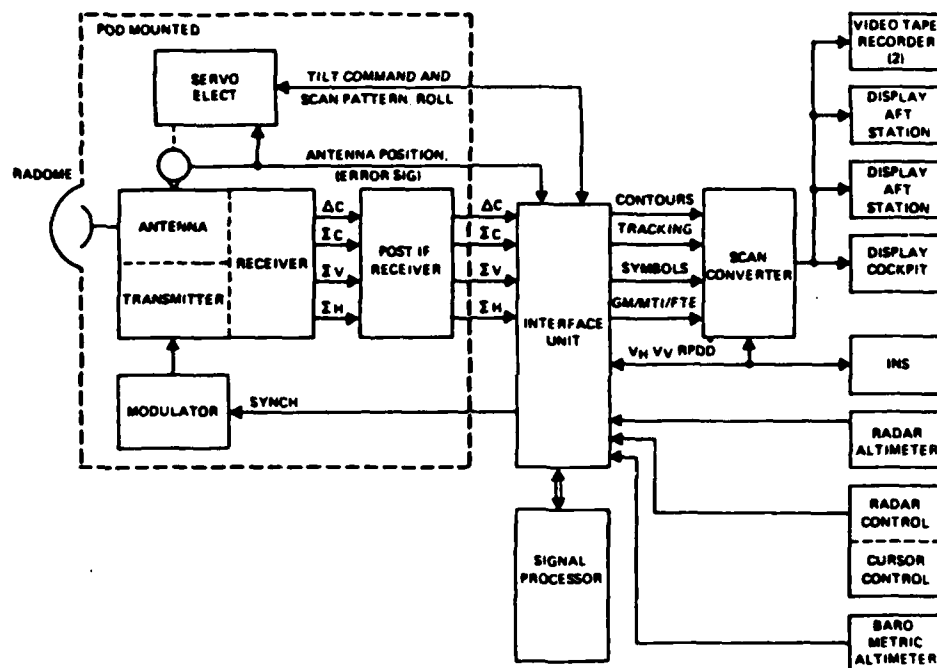 POD MOUNTED
SERVO
ELECT
TILT COMMAND AND
SCAN PATTERN ROLL
ANTENNA POSITION,
(ERROR SIG)
RADOME
ANTENNA
TRANSMITTER
RECEIVER
ΔC
ΣC
ΣV
ΣH
POST IF
RECEIVER
ΔC
ΣC
ΣV
ΣH
INTERFACE
UNIT
CONTOURS
TRACKING
SYMBOLS
GM/MTI/FTE
SCAN
CONVERTER
VIDEO TAPE
RECORDER
(2)
DISPLAY
AFT
STATION
DISPLAY
AFT
STATION
DISPLAY
COCKPIT
VH VV RPDD
INS
MODULATOR
SYNCH
RADAR
ALTIMETER
RADAR
CONTROL
CURSOR
CONTROL
SIGNAL
PROCESSOR
BARO
METRIC
ALTIMETER